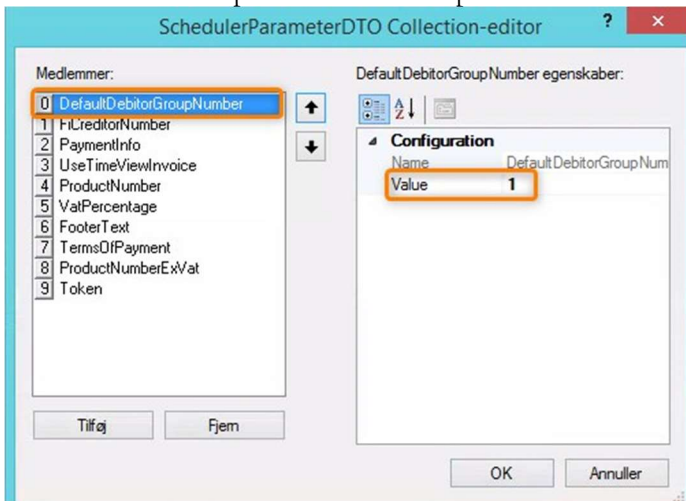 SchedulerParameterDTO Collection-editor
?
×
Medlemmer:
0 DefaultDebitorGroupNumber
1 FiCreditorNumber
2 PaymentInfo
3 UseTimeViewInvoice
4 ProductNumber
5 VatPercentage
6 FooterText
7 TermsOfPayment
8 ProductNumberExVat
9 Token
Tilføj
Fjern
DefaultDebitorGroupNumber egenskaber:
Configuration
Name DefaultDebitorGroupNum
Value 1
OK
Annuller